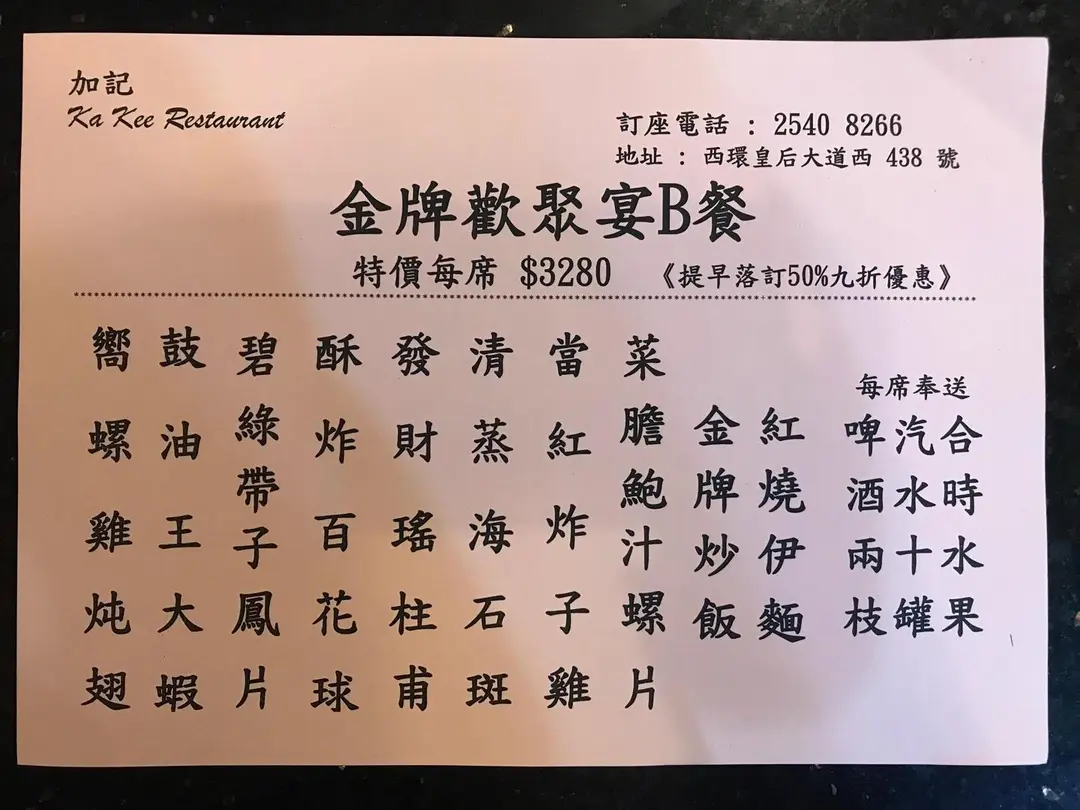 加記
Ka Kee Restaurant
訂座電話 : 2540 8266
地址 : 西環皇后大道西 438 號
金牌歡聚宴B餐
特價每席 $3280 《提早落訂50%九折優惠》
嚮螺雞炖翅
鼓油王大蝦
碧綠帶子鳳片
酥炸百花球
發財瑤柱甫
清蒸海石斑
當紅炸子雞
菜膽鮑汁螺片
金牌炒飯
紅燒伊麵
每席奉送
啤酒兩枝
汽水十罐
合時水果